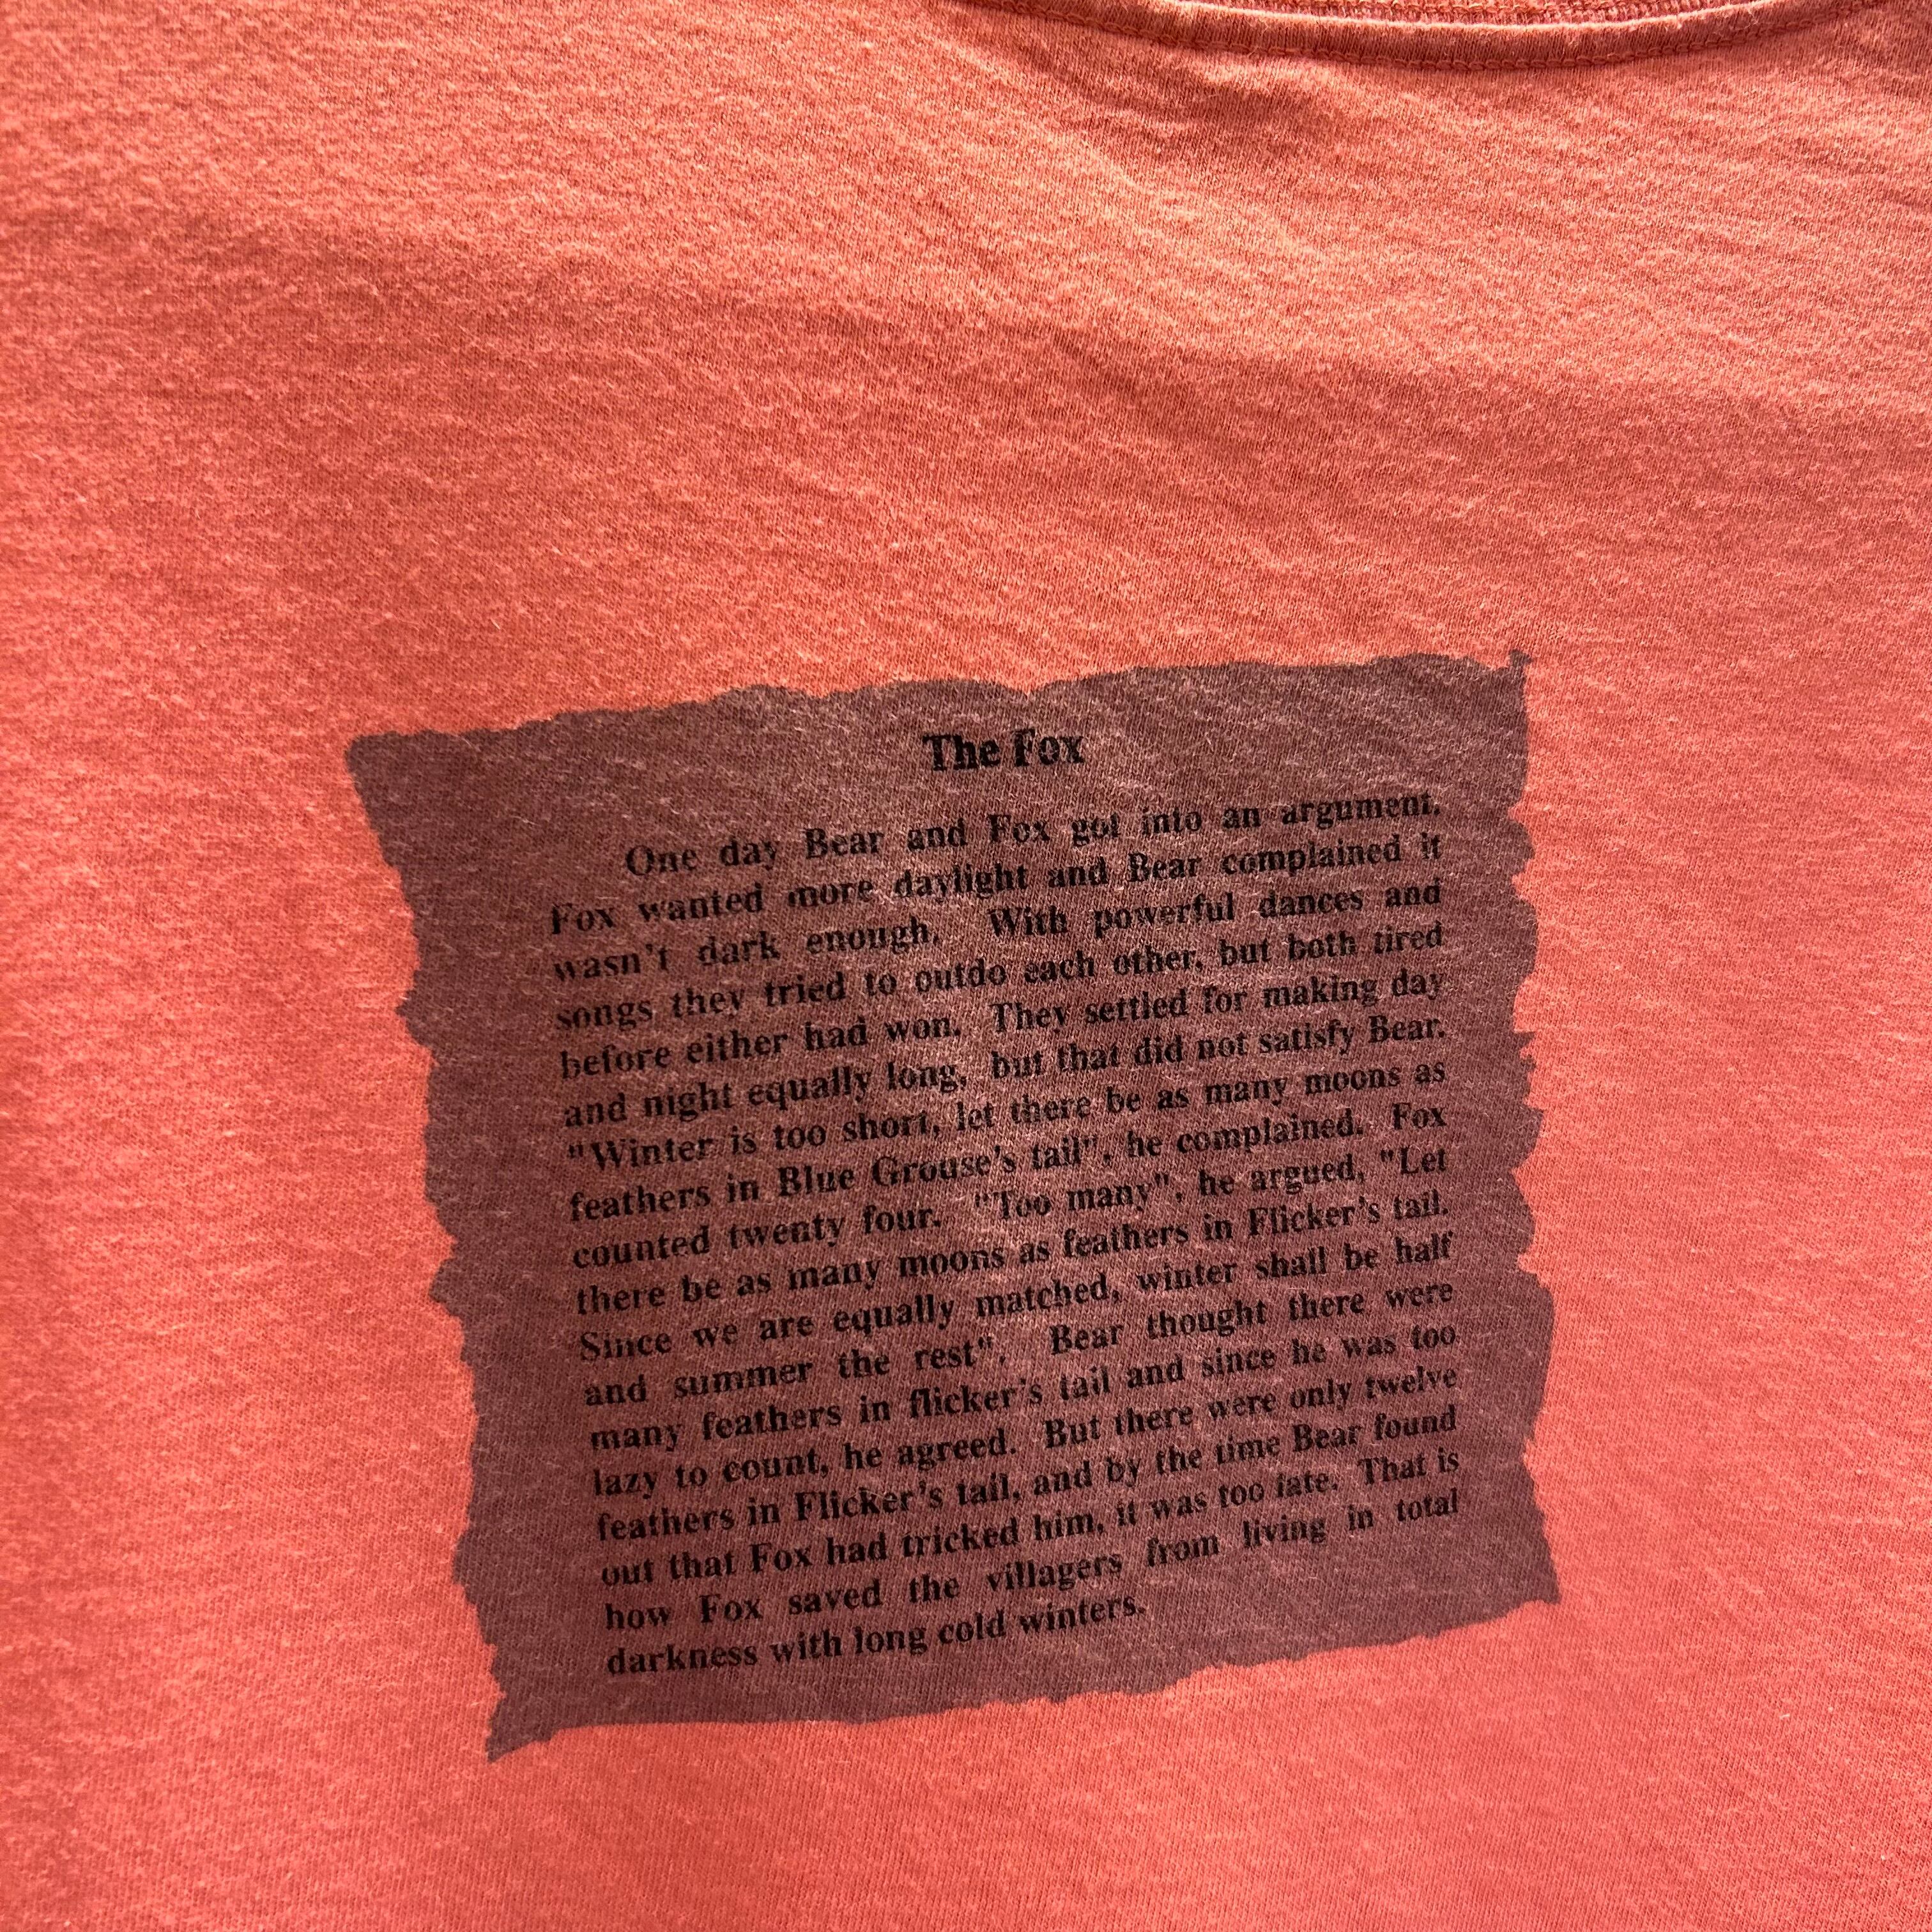 The Fox
One day Bear and Fox got into an argument.
Fox wanted more daylight and Bear complained it
wasn't dark enough. With powerful dances and
songs they tried to outdo each other, but both tired
before either had won. They settled for making day
and night equally long, but that did not satisfy Bear.
"Winter is too short, let there be as many moons as
feathers in Blue Grouse's tail", he complained. Fox
counted twenty four. "Too many", he argued, "Let
there be as many moons as feathers in Flicker's tail.
Since we are equally matched, winter shall be half
and summer the rest". Bear thought there were
many feathers in flicker's tail and since he was too
lazy to count, he agreed. But there were only twelve
feathers in Flicker's tail, and by the time Bear found
out that Fox had tricked him, it was too late. That is
how Fox saved the villagers from living in total
darkness with long cold winters.